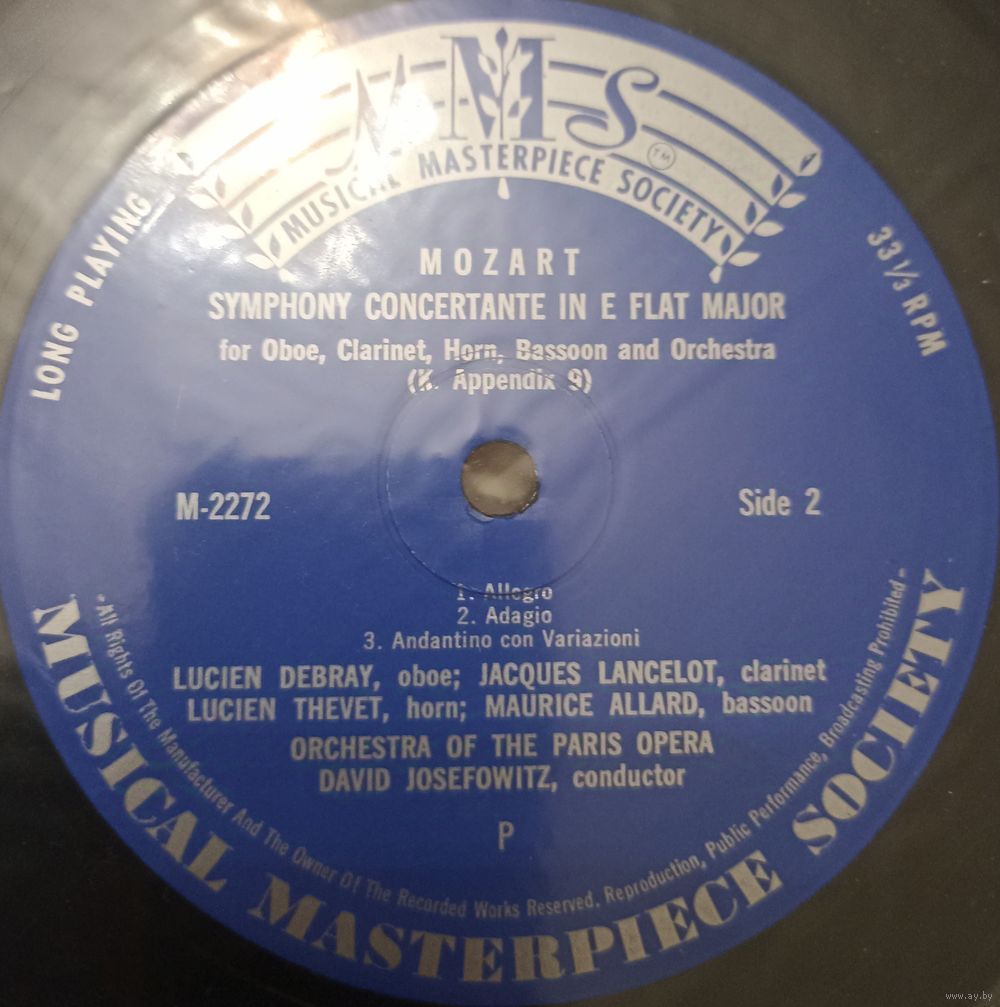 MMS
TM
MUSICAL MASTERPIECE SOCIETY
LONG PLAYING
33 1/3 RPM
MOZART
SYMPHONY CONCERTANTE IN E FLAT MAJOR
for Oboe, Clarinet, Horn, Bassoon and Orchestra
(K. Appendix 9)
M-2272
Side 2
1. Allegro
2. Adagio
3. Andantino con Variazioni
LUCIEN DEBRAY, oboe; JACQUES LANCELOT, clarinet
LUCIEN THEVET, horn; MAURICE ALLARD, bassoon
ORCHESTRA OF THE PARIS OPERA
DAVID JOSEFOWITZ, conductor
P
-All Rights Of The Manufacturer And The Owner Of The Recorded Works Reserved. Reproduction, Public Performance, Broadcasting Prohibited-
MUSICAL MASTERPIECE SOCIETY
www.ay.by